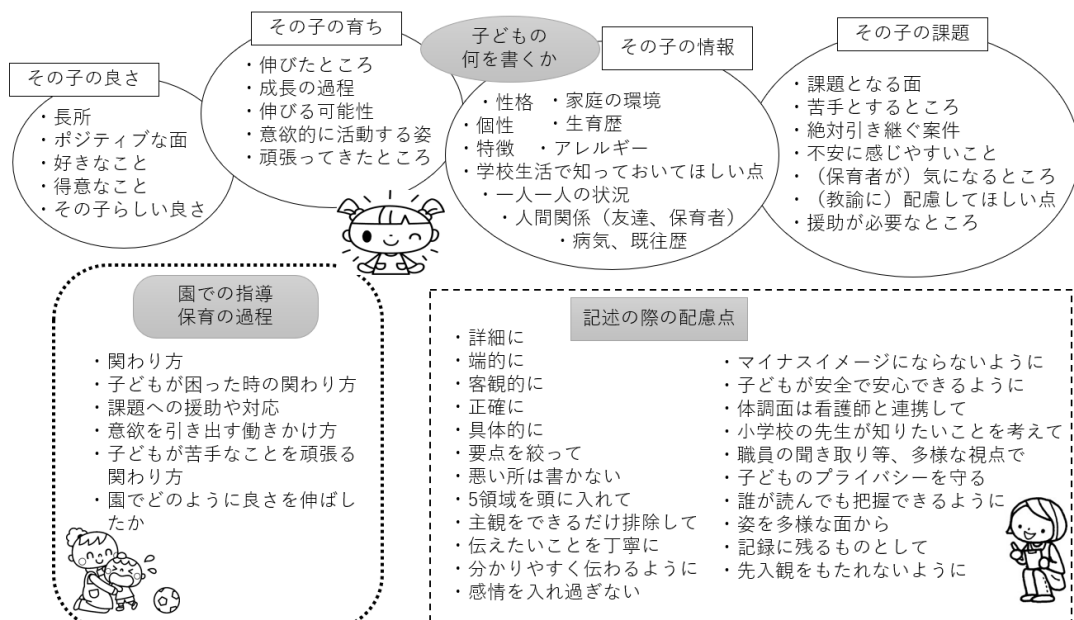 その子の良さ
・長所
・ポジティブな面
・好きなこと
・得意なこと
・その子らしい良さ
その子の育ち
・伸びたところ
・成長の過程
・伸びる可能性
・意欲的に活動する姿
・頑張ってきたところ
子どもの
何を書くか
その子の情報
・性格　・家庭の環境
・個性　・生育歴
・特徴　・アレルギー
・学校生活で知っておいてほしい点
・一人一人の状況
・人間関係（友達、保育者）
・病気、既往歴
その子の課題
・課題となる面
・苦手とするところ
・絶対引き継ぐ案件
・不安に感じやすいこと
・（保育者が）気になるところ
・（教諭に）配慮してほしい点
・援助が必要なところ
園での指導
保育の過程
・関わり方
・子どもが困った時の関わり方
・課題への援助や対応
・意欲を引き出す働きかけ方
・子どもが苦手なことを頑張る
関わり方
・園でどのように良さを伸ばし
たか
記述の際の配慮点
・詳細に
・端的に
・客観的に
・正確に
・具体的に
・要点を絞って
・悪い所は書かない
・5領域を頭に入れて
・主観をできるだけ排除して
・伝えたいことを丁寧に
・分かりやすく伝わるように
・感情を入れ過ぎない
・マイナスイメージにならないように
・子どもが安全で安心できるように
・体調面は看護師と連携して
・小学校の先生が知りたいことを考えて
・職員の聞き取り等、多様な視点で
・子どものプライバシーを守る
・誰が読んでも把握できるように
・姿を多様な面から
・記録に残るものとして
・先入観をもたれないように